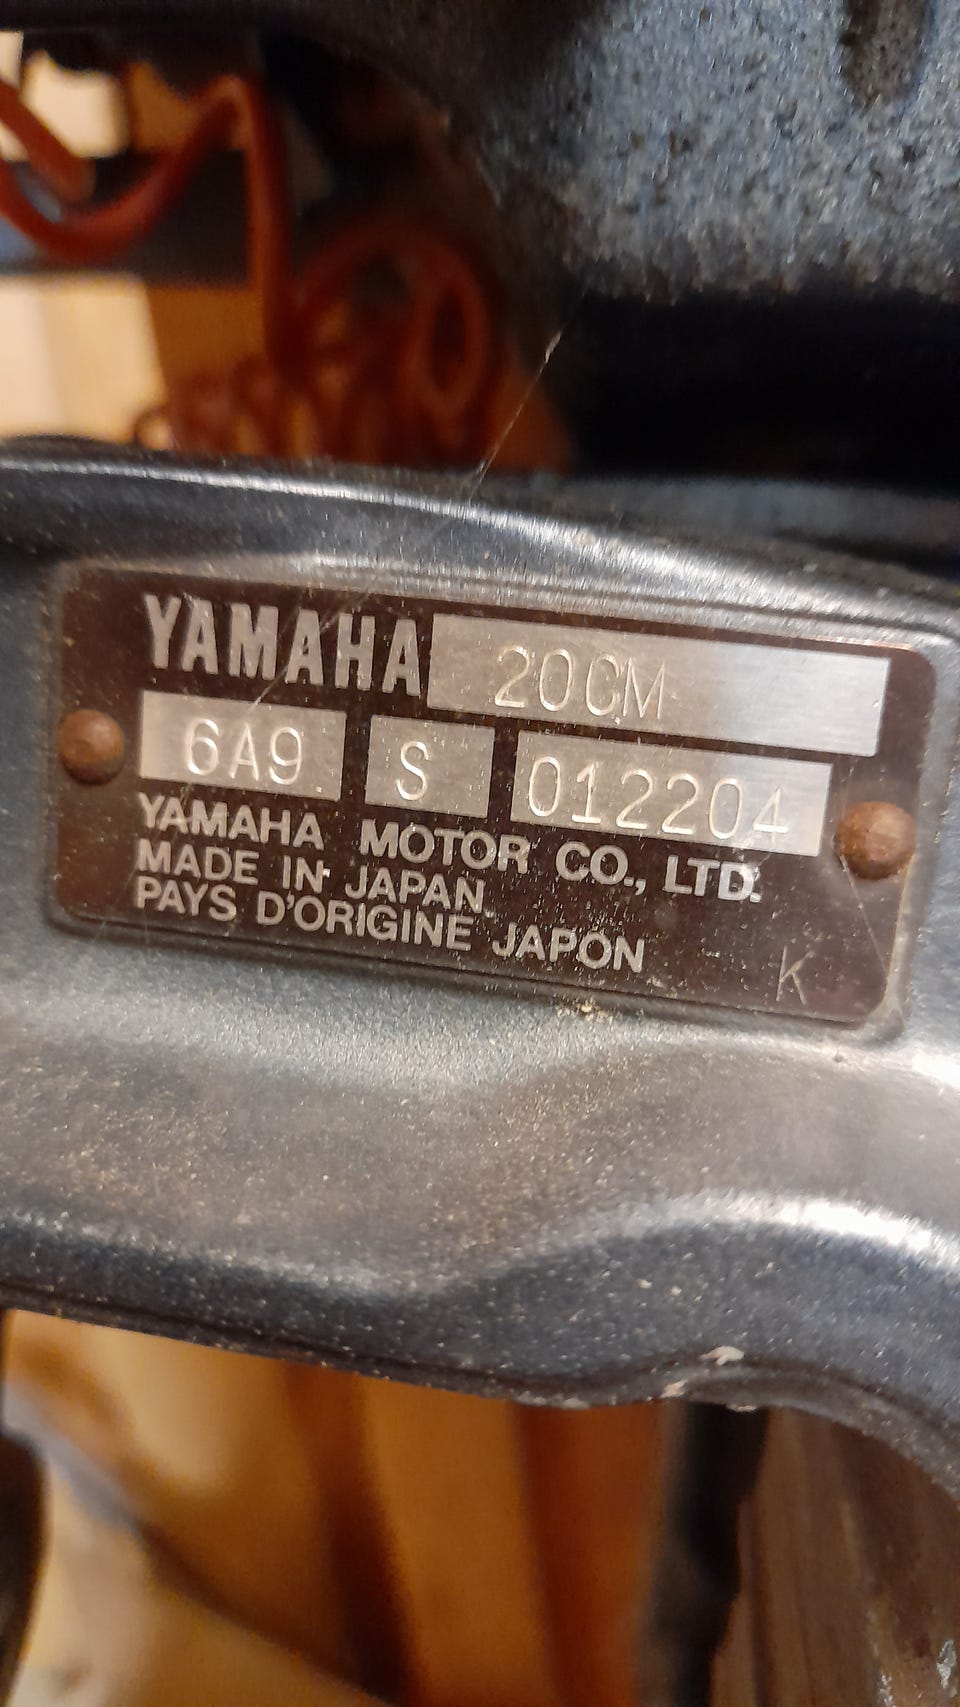 YAMAHA 20CM
6A9 S 012204
YAMAHA MOTOR CO., LTD.
MADE IN JAPAN
PAYS D'ORIGINE JAPON
K